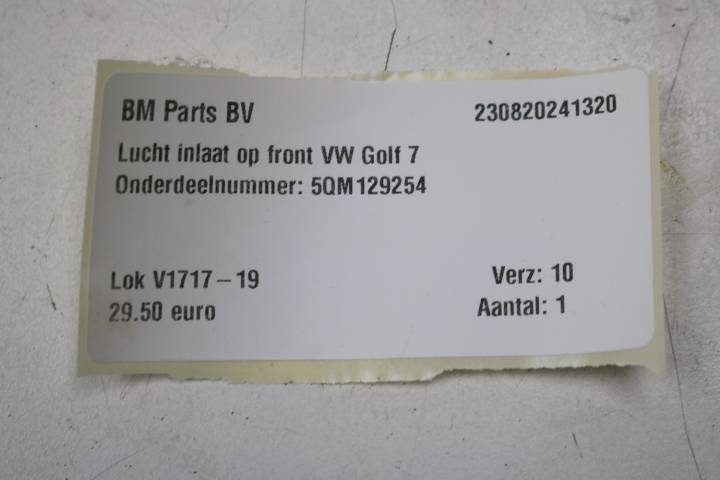 BM Parts BV 230820241320
Lucht inlaat op front VW Golf 7
Onderdeelnummer: 5QM129254
Lok V1717-19 Verz: 10
29.50 euro Aantal: 1